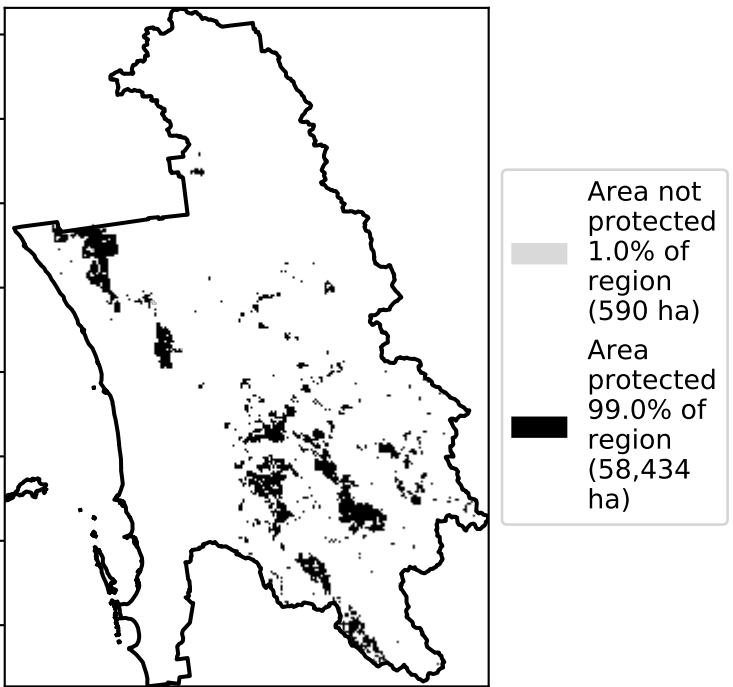 Area not
protected
1.0% of
region
(590 ha)
Area
protected
99.0% of
region
(58,434
ha)